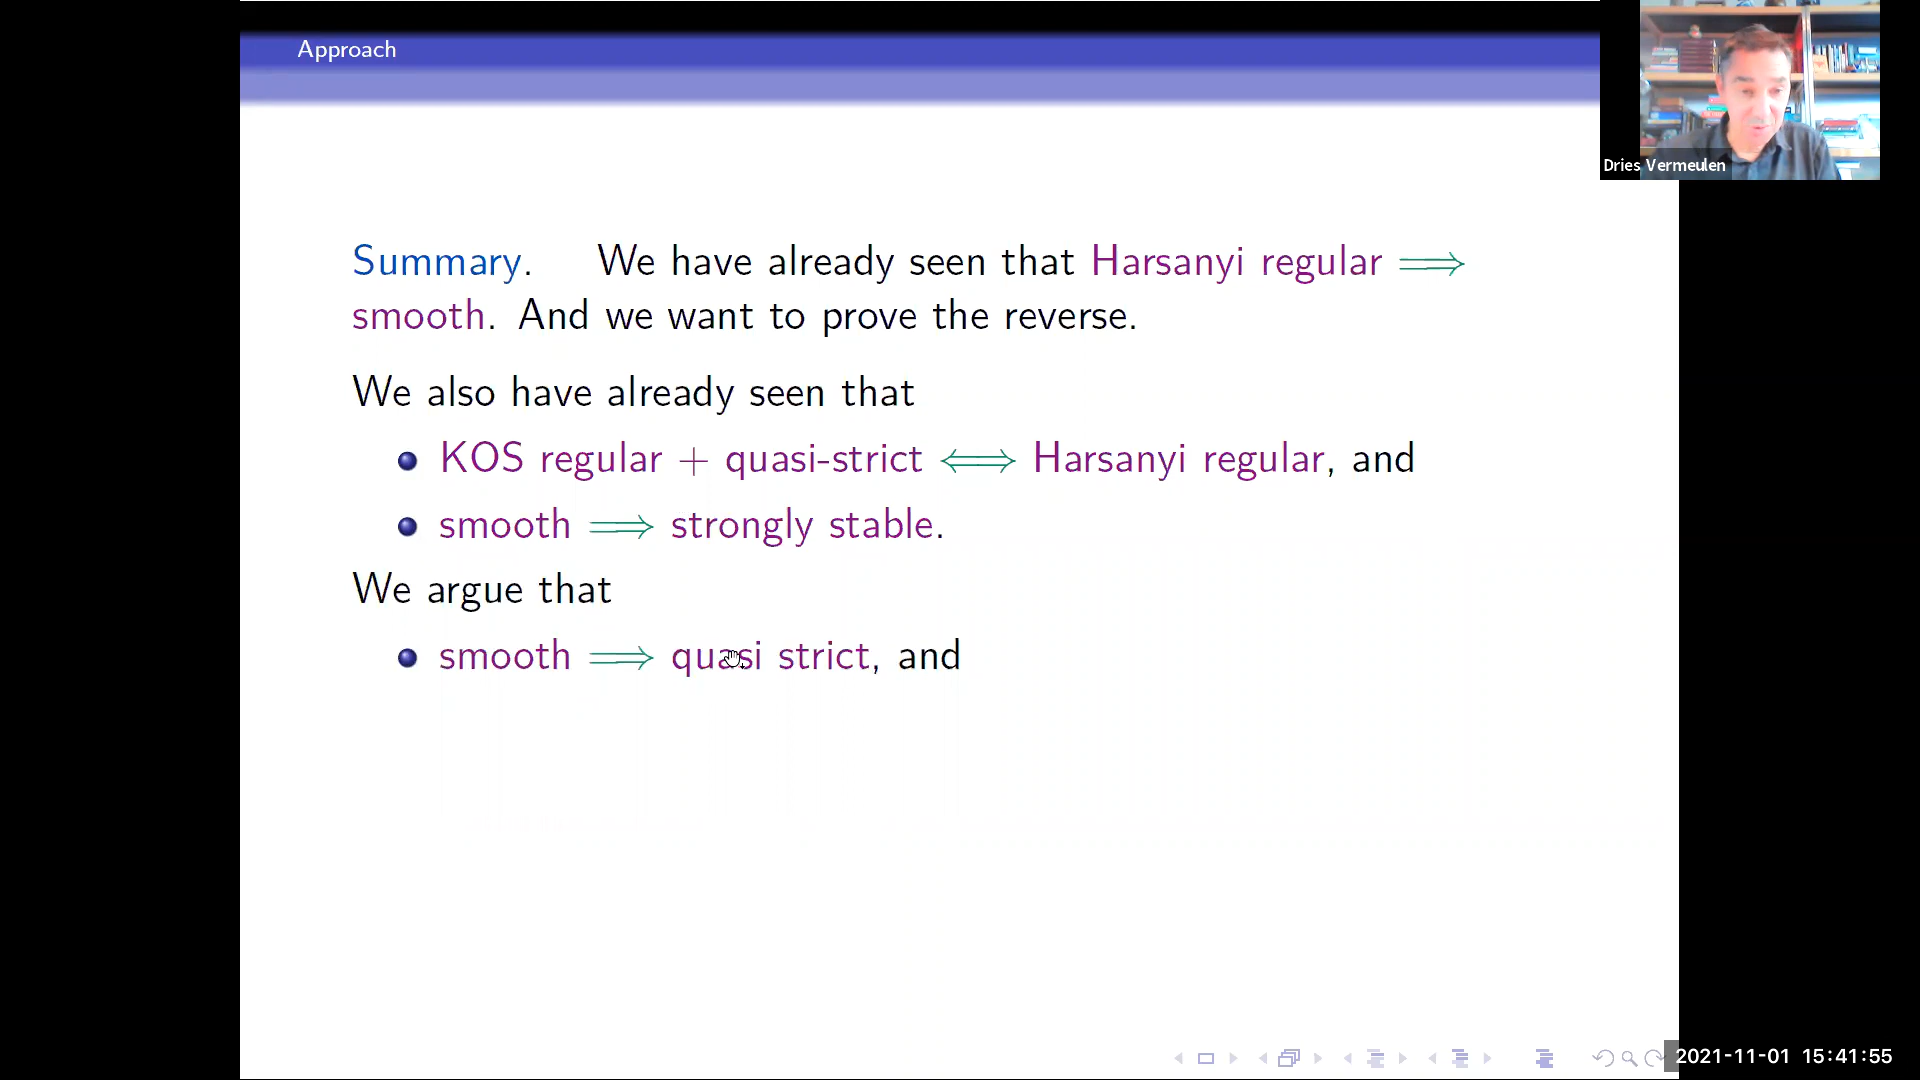 Approach
Dries Vermeulen
Summary. We have already seen that Harsanyi regular ⟹
smooth. And we want to prove the reverse.
We also have already seen that
• KOS regular + quasi-strict ⟺ Harsanyi regular, and
• smooth ⟹ strongly stable.
We argue that
• smooth ⟹ quasi strict, and
2021-11-01 15:41:55